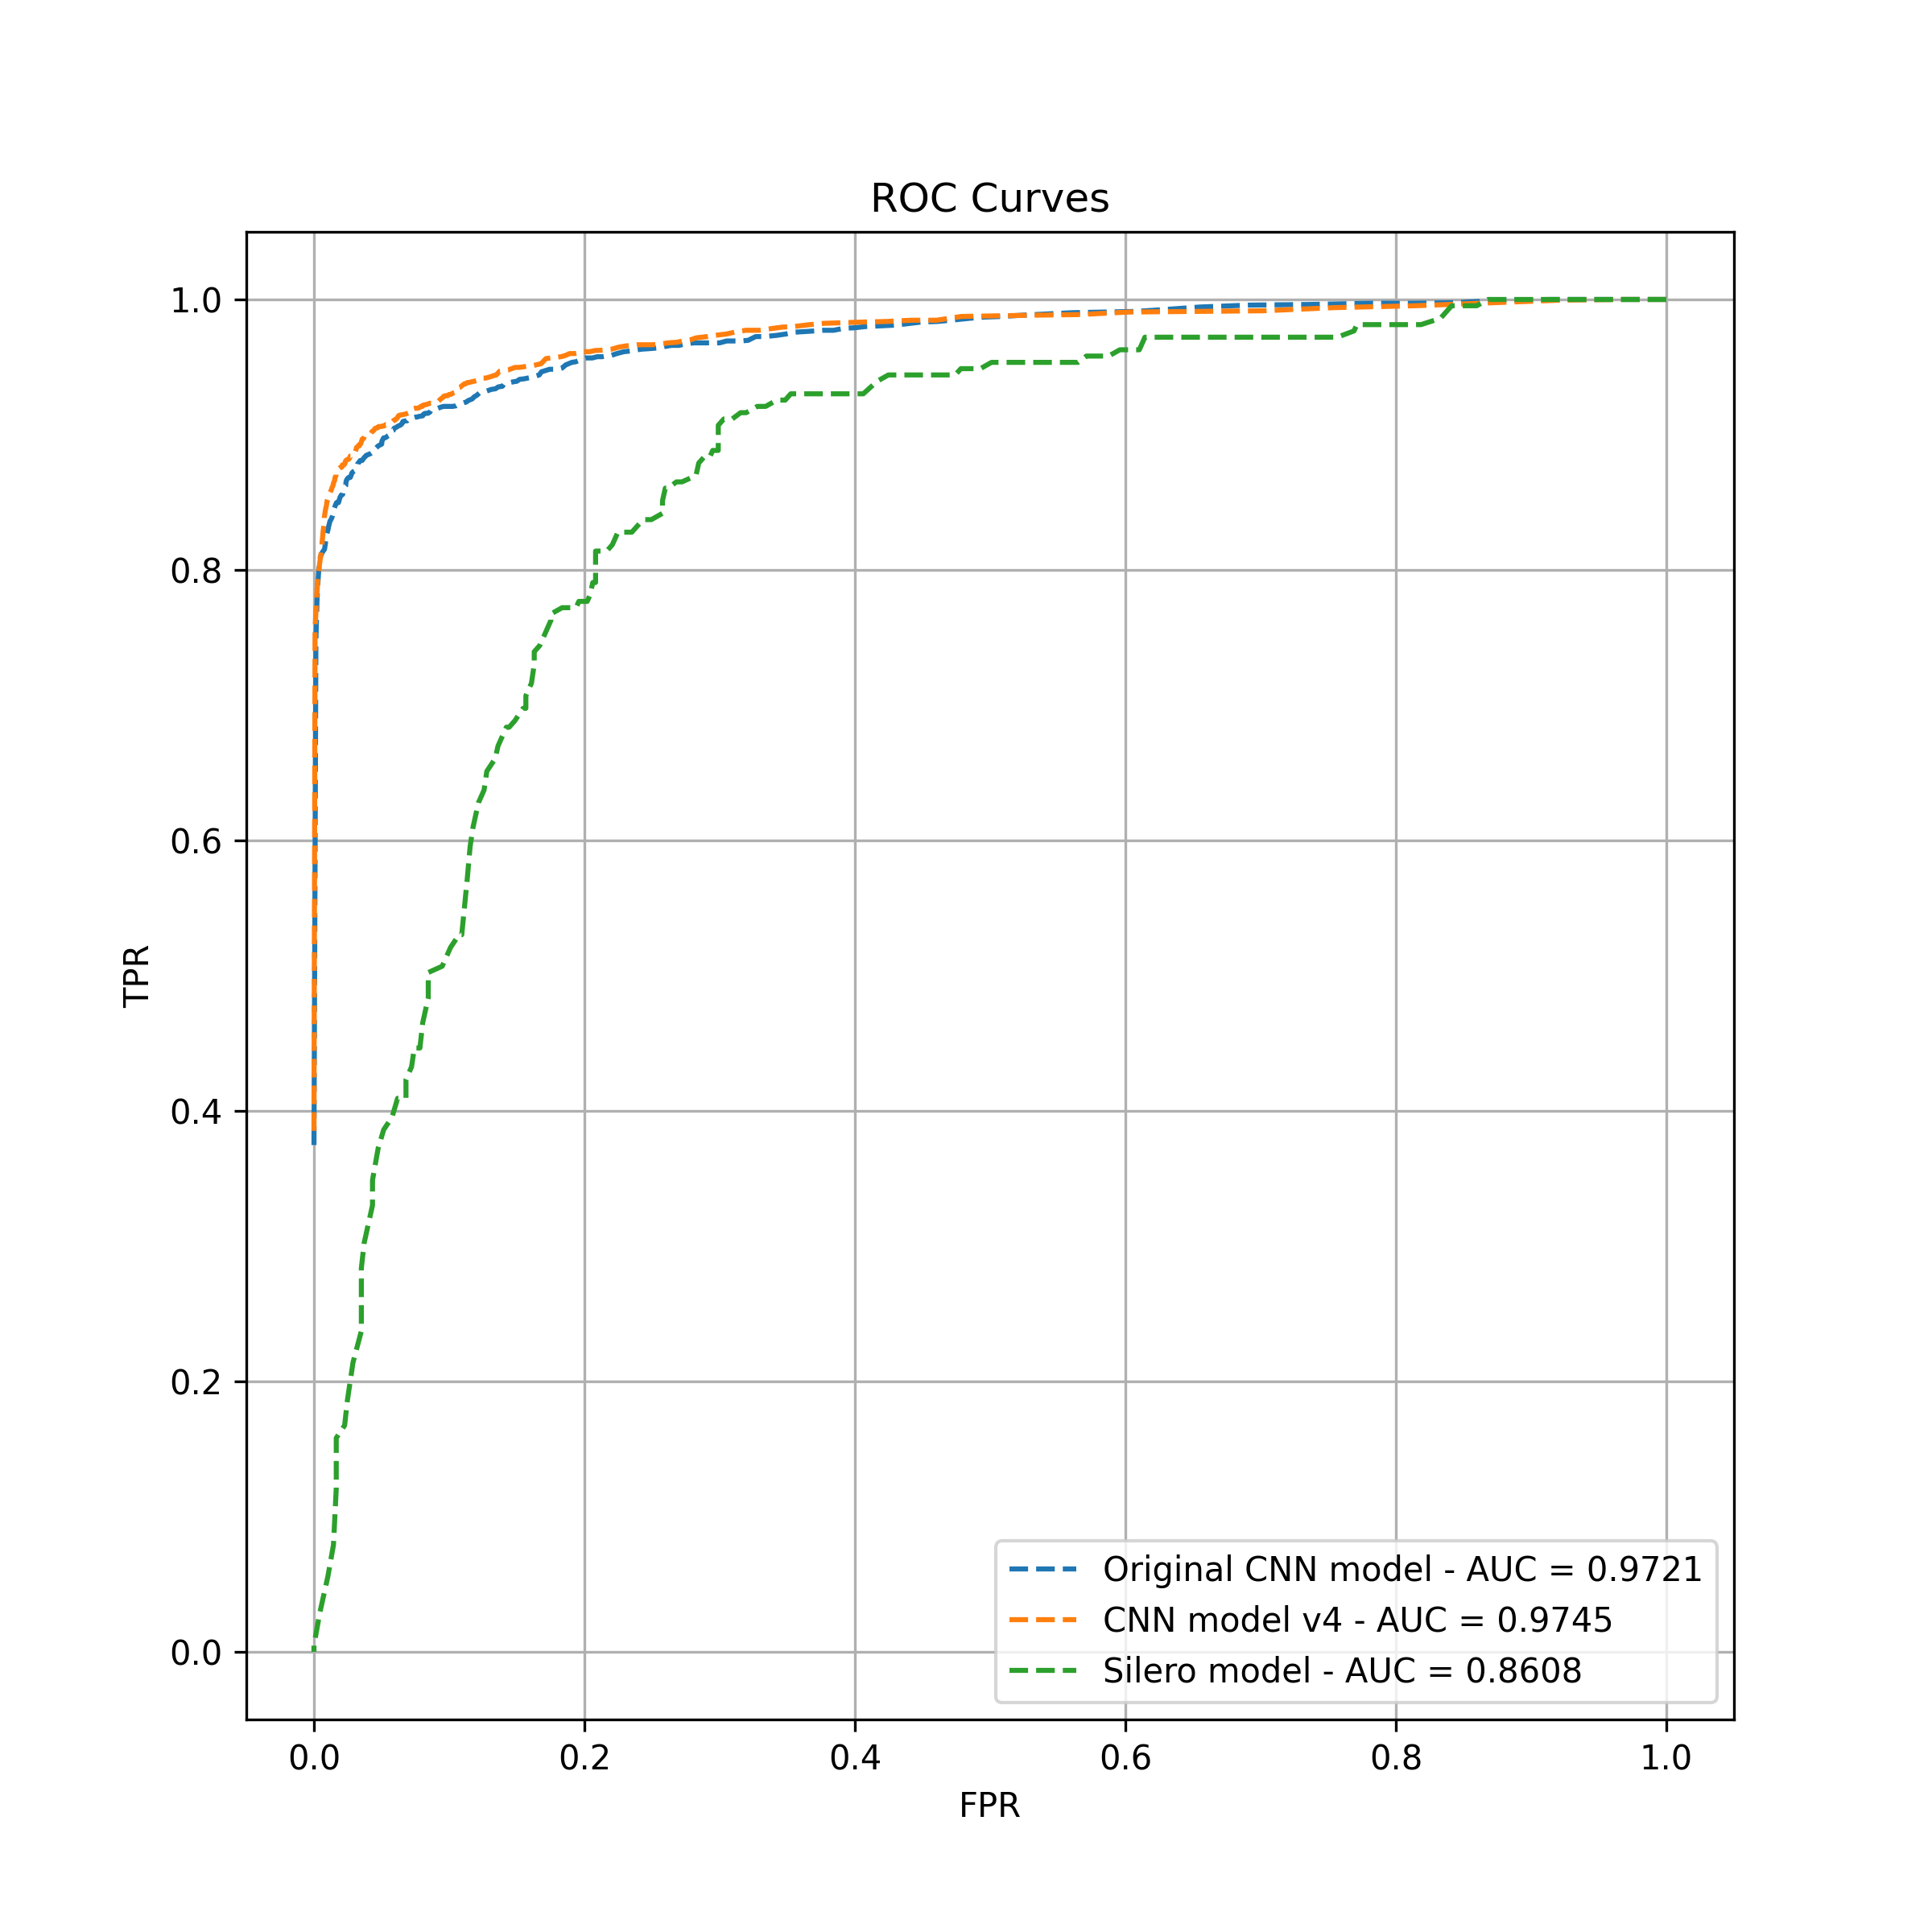 ROC Curves
1.0
0.8
0.6
0.4
0.2
0.0
TPR
0.0 0.2 0.4 0.6 0.8 1.0
FPR
Original CNN model - AUC = 0.9721
CNN model v4 - AUC = 0.9745
Silero model - AUC = 0.8608